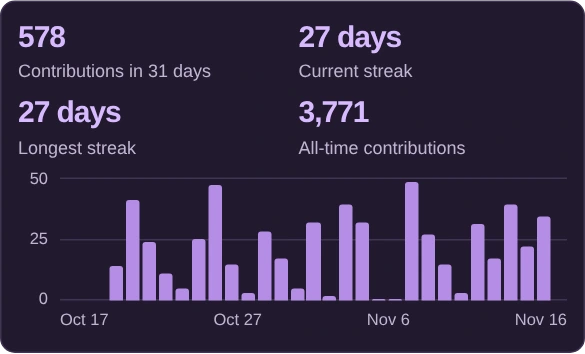 578
27 days
Contributions in 31 days
Current streak
27 days
3,771
Longest streak
All-time contributions
50
25
0
Oct 17
Oct 27
Nov 6
Nov 16